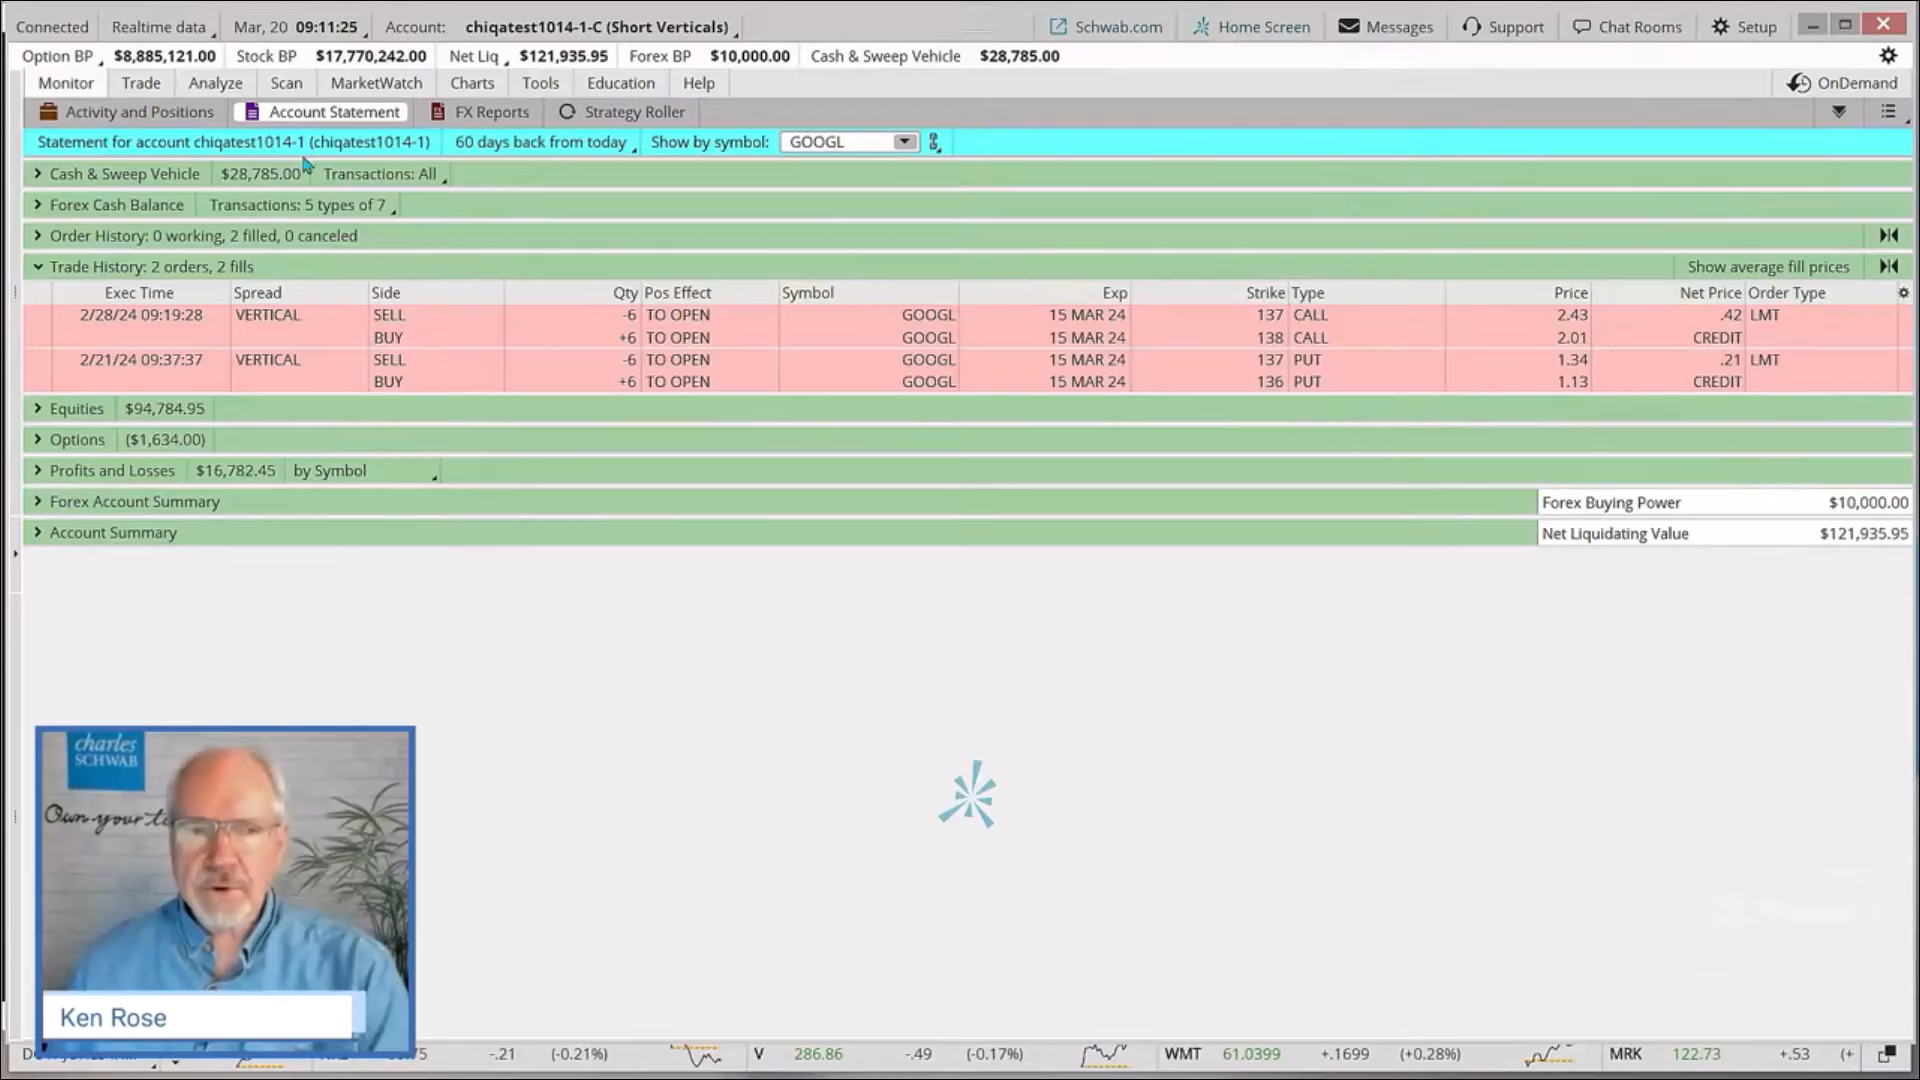 Connected Realtime data Mar, 20 09:11:25 Account: chiqatest1014-1-C (Short Verticals) Schwab.com Home Screen Messages Support Chat Rooms Setup
Option BP $8,885,121.00 Stock BP $17,770,242.00 Net Liq $121,935.95 Forex BP $10,000.00 Cash & Sweep Vehicle $28,785.00
Monitor Trade Analyze Scan MarketWatch Charts Tools Education Help OnDemand
Activity and Positions Account Statement FX Reports Strategy Roller
Statement for account chiqatest1014-1 (chiqatest1014-1) 60 days back from today Show by symbol: GOOGL
Cash & Sweep Vehicle $28,785.00 Transactions: All
Forex Cash Balance Transactions: 5 types of 7
Order History: 0 working, 2 filled, 0 canceled
Trade History: 2 orders, 2 fills Show average fill prices
Exec Time Spread Side Qty Pos Effect Symbol Exp Strike Type Price Net Price Order Type
2/28/24 09:19:28 VERTICAL SELL -6 TO OPEN GOOGL 15 MAR 24 137 CALL 2.43 .42 LMT
BUY +6 TO OPEN GOOGL 15 MAR 24 138 CALL 2.01 CREDIT
2/21/24 09:37:37 VERTICAL SELL -6 TO OPEN GOOGL 15 MAR 24 137 PUT 1.34 .21 LMT
BUY +6 TO OPEN GOOGL 15 MAR 24 136 PUT 1.13 CREDIT
Equities $94,784.95
Options ($1,634.00)
Profits and Losses $16,782.45 by Symbol
Forex Account Summary Forex Buying Power $10,000.00
Account Summary Net Liquidating Value $121,935.95
charles
SCHWAB
Own your
Ken Rose
-.21 (-0.21%) V 286.86 -.49 (-0.17%) WMT 61.0399 +.1699 (+0.28%) MRK 122.73 +.53 (+